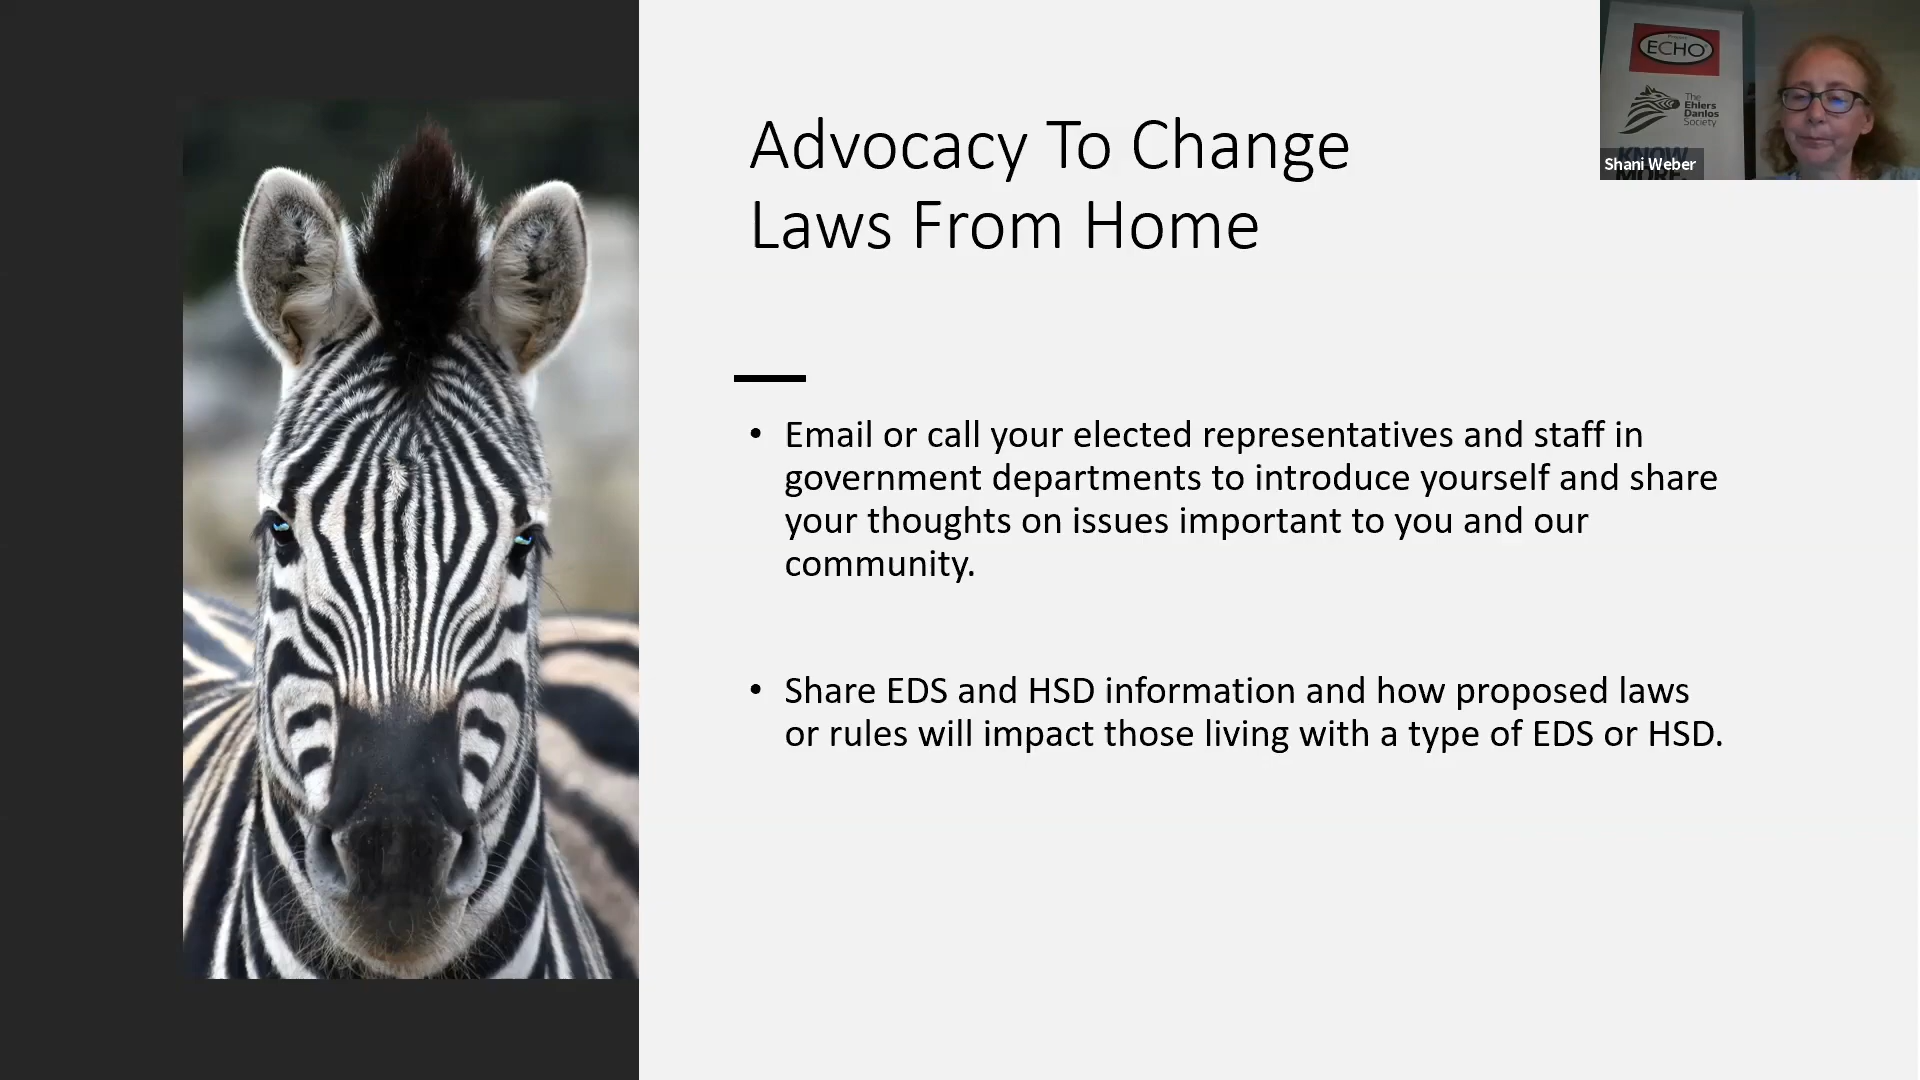 Advocacy To Change
Laws From Home
• Email or call your elected representatives and staff in
government departments to introduce yourself and share
your thoughts on issues important to you and our
community.
• Share EDS and HSD information and how proposed laws
or rules will impact those living with a type of EDS or HSD.
ECHO
The
Ehlers
Danlos
Society
KNOW
MORE.
Shani Weber